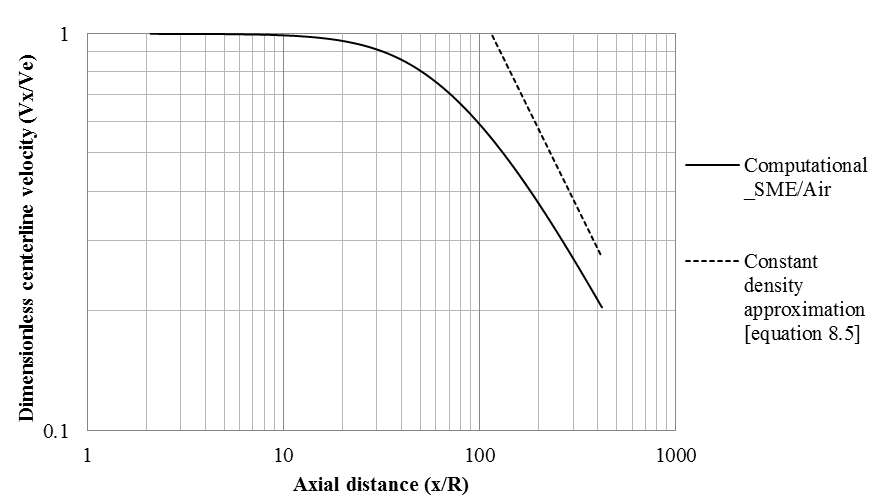 Dimensionless centerline velocity (Vx/Ve)
1
0.1
1
10
100
1000
Axial distance (x/R)
Computational
_SME/Air
Constant
density
approximation
[equation 8.5]